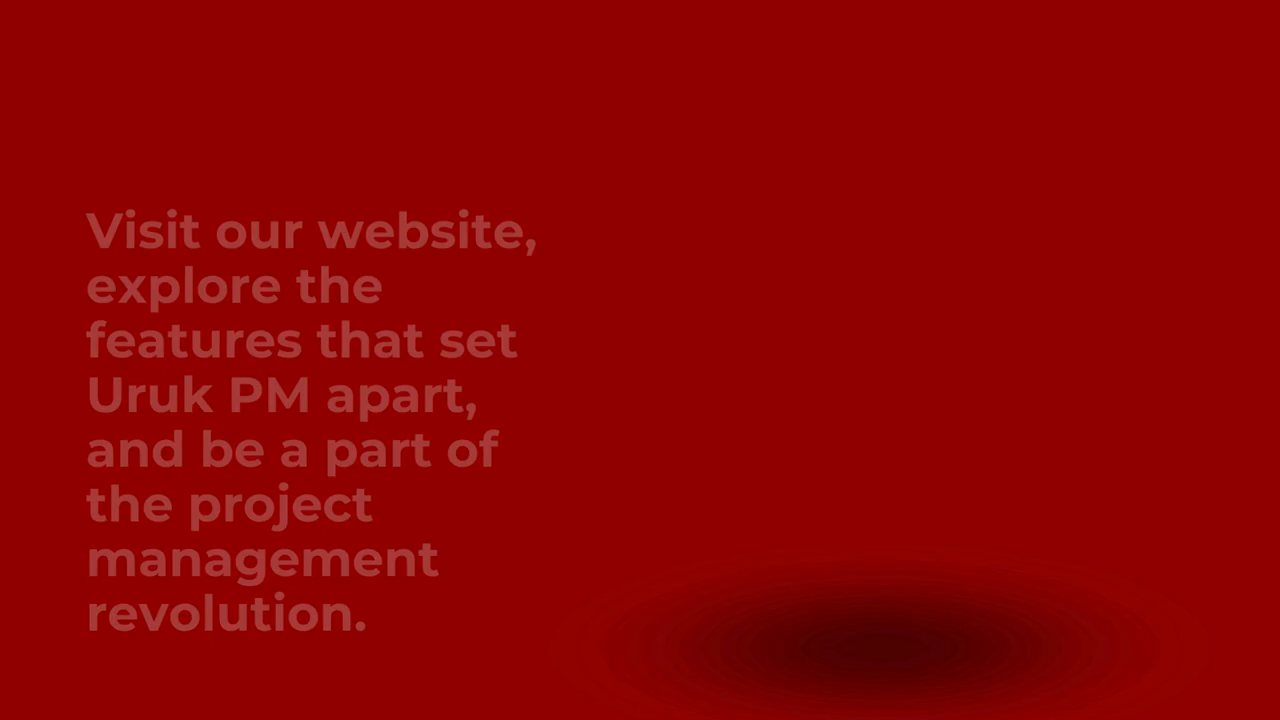 Visit our website,
explore the
features that set
Uruk PM apart,
and be a part of
the project
management
revolution.